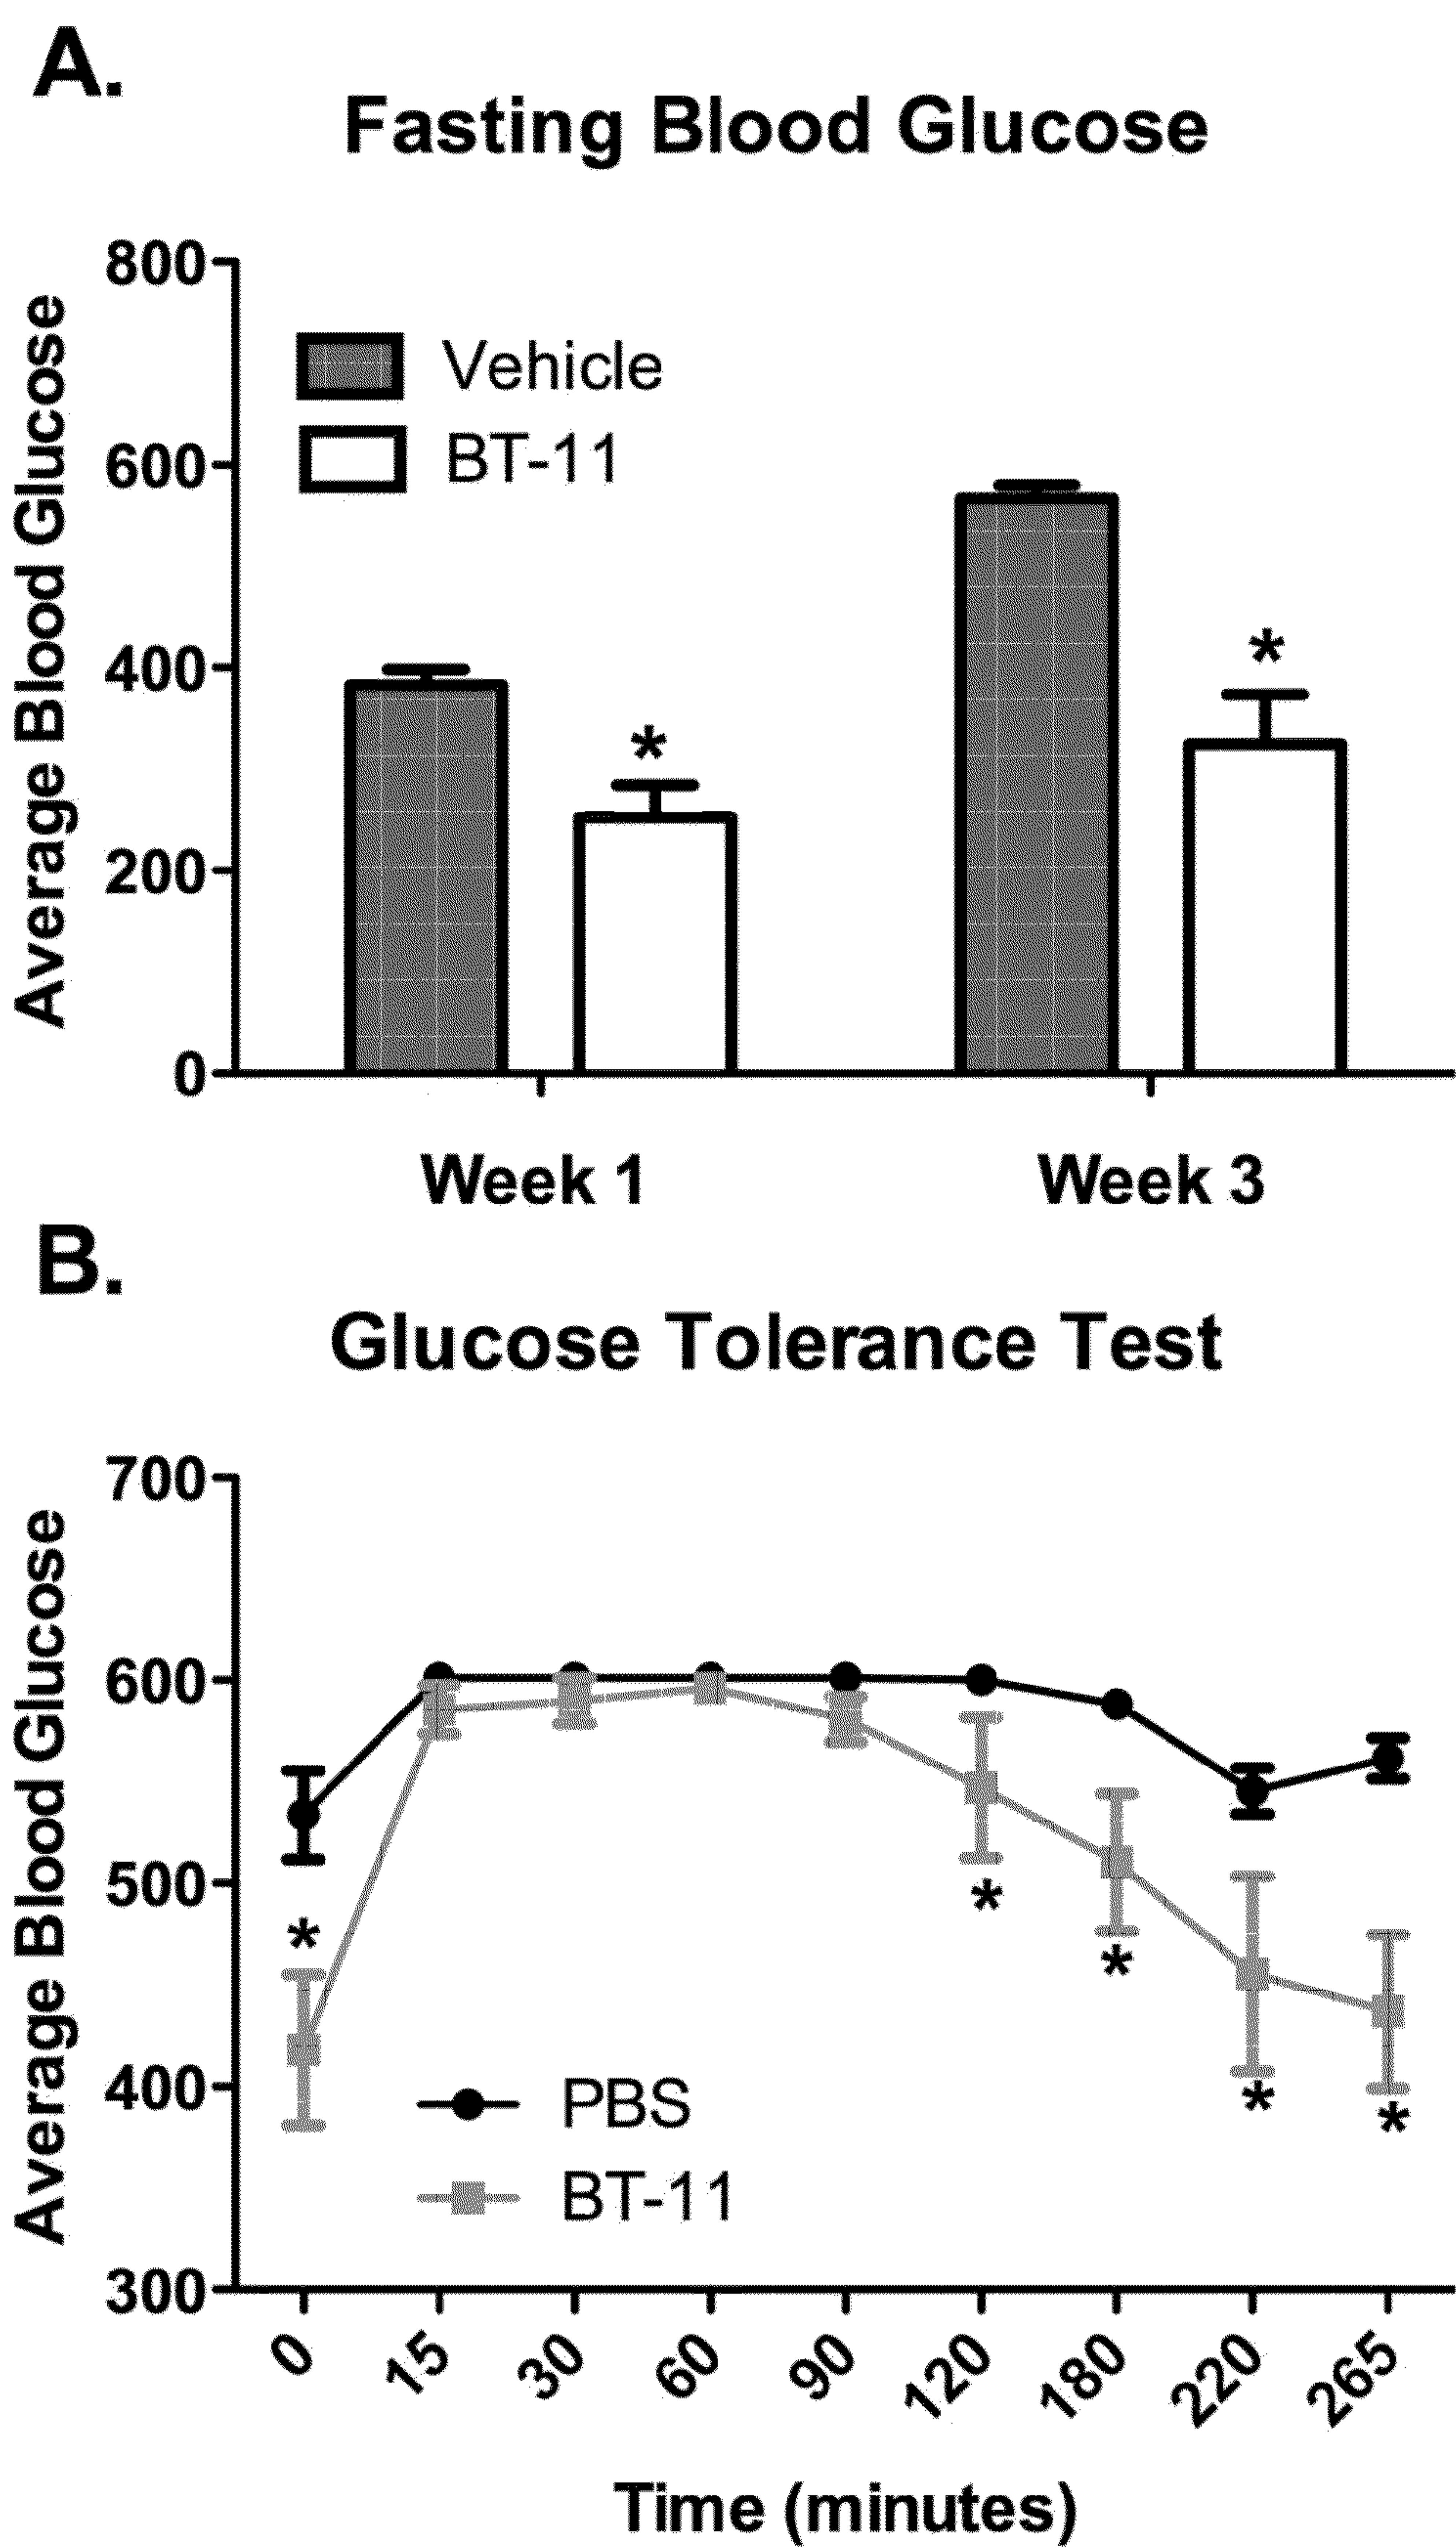 A.
Fasting Blood Glucose
Average Blood Glucose
800
600
400
200
0
Vehicle
BT-11
*
*
Week 1
Week 3
B.
Glucose Tolerance Test
Average Blood Glucose
700
600
500
400
300
*
*
*
*
*
PBS
BT-11
0
15
30
60
90
120
180
220
265
Time (minutes)